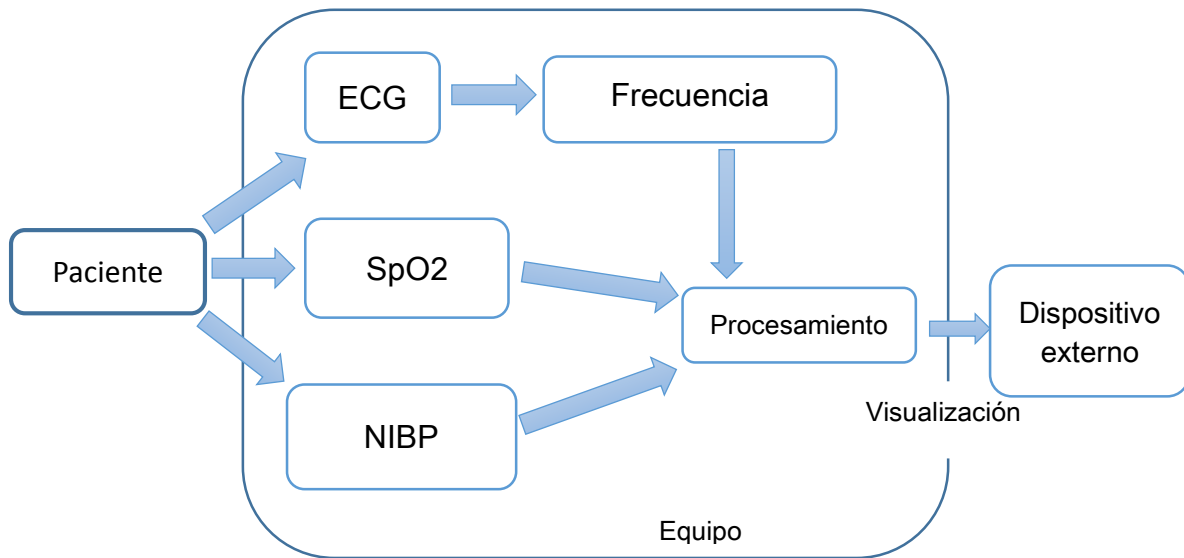 ECG
Frecuencia
Paciente
SpO2
Procesamiento
Dispositivo
externo
Visualización
NIBP
Equipo